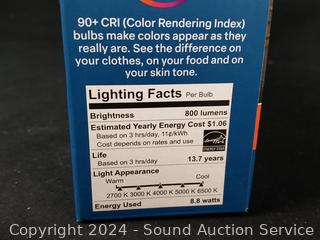 90+ CRI (Color Rendering Index)
bulbs make colors appear as they
really are. See the difference on
your clothes, on your food and on
your skin tone.
Lighting Facts Per Bulb
Brightness 800 lumens
Estimated Yearly Energy Cost $1.06
Based on 3 hrs/day, 11¢/kWh
Cost depends on rates and use
ENERGY STAR
Life
Based on 3 hrs/day 13.7 years
Light Appearance
Warm Cool
2700 K 3000 K 4000 K 5000 K 6500 K
Energy Used 8.8 watts
Copyright 2024 - Sound Auction Service